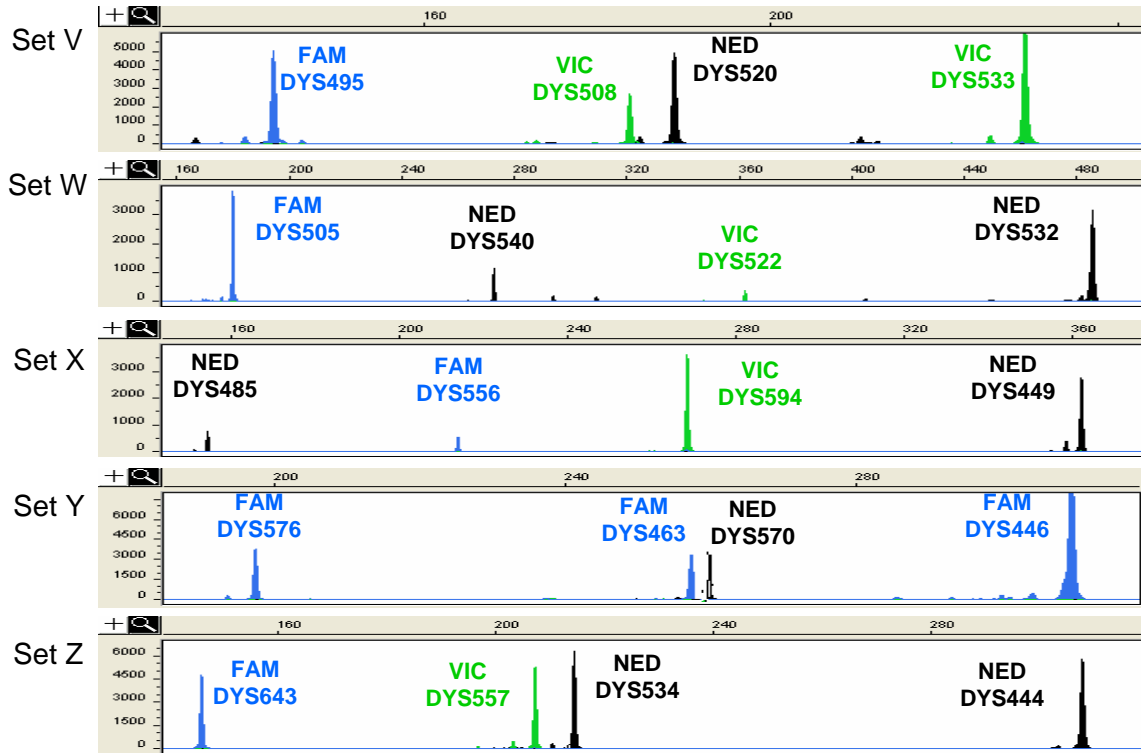 160 200
Set V
5000
4000
3000
2000
1000
0
FAM
DYS495
VIC
DYS508
NED
DYS520
VIC
DYS533
160 200 240 280 320 360 400 440 480
Set W
3000
2000
1000
0
FAM
DYS505
NED
DYS540
VIC
DYS522
NED
DYS532
160 200 240 280 320 360
Set X
3000
2000
1000
0
NED
DYS485
FAM
DYS556
VIC
DYS594
NED
DYS449
200 240 280
Set Y
6000
4500
3000
1500
0
FAM
DYS576
FAM
DYS463
NED
DYS570
FAM
DYS446
160 200 240 280
Set Z
6000
4500
3000
1500
0
FAM
DYS643
VIC
DYS557
NED
DYS534
NED
DYS444